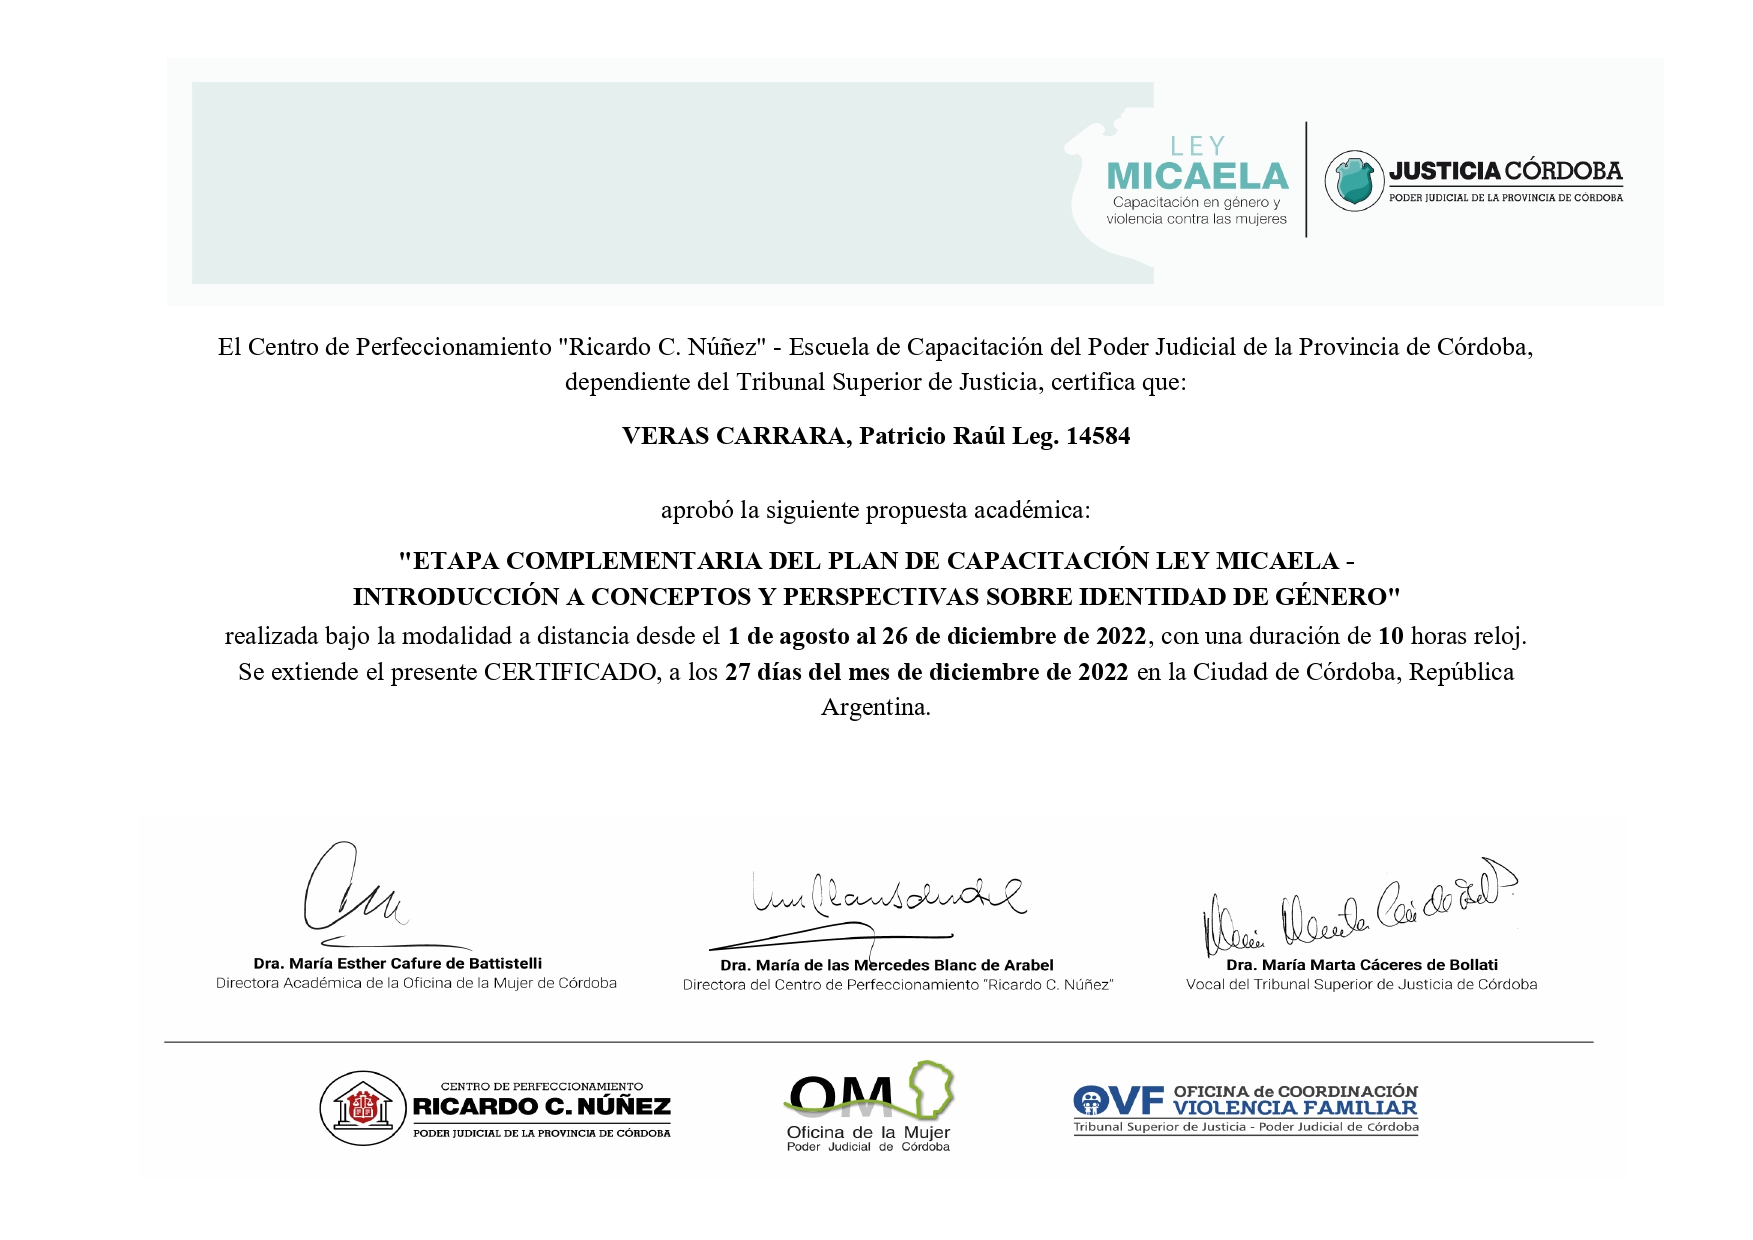 LEY
MICAELA
Capacitación en género y
violencia contra las mujeres
JUSTICIA CÓRDOBA
PODER JUDICIAL DE LA PROVINCIA DE CÓRDOBA
El Centro de Perfeccionamiento "Ricardo C. Núñez" - Escuela de Capacitación del Poder Judicial de la Provincia de Córdoba,
dependiente del Tribunal Superior de Justicia, certifica que:
VERAS CARRARA, Patricio Raúl Leg. 14584
aprobó la siguiente propuesta académica:
"ETAPA COMPLEMENTARIA DEL PLAN DE CAPACITACIÓN LEY MICAELA -
INTRODUCCIÓN A CONCEPTOS Y PERSPECTIVAS SOBRE IDENTIDAD DE GÉNERO"
realizada bajo la modalidad a distancia desde el 1 de agosto al 26 de diciembre de 2022, con una duración de 10 horas reloj.
Se extiende el presente CERTIFICADO, a los 27 días del mes de diciembre de 2022 en la Ciudad de Córdoba, República
Argentina.
Dra. María Esther Cafure de Battistelli
Directora Académica de la Oficina de la Mujer de Córdoba
Dra. María de las Mercedes Blanc de Arabel
Directora del Centro de Perfeccionamiento "Ricardo C. Núñez"
Dra. María Marta Cáceres de Bollati
Vocal del Tribunal Superior de Justicia de Córdoba
CENTRO DE PERFECCIONAMIENTO
RICARDO C. NÚÑEZ
PODER JUDICIAL DE LA PROVINCIA DE CÓRDOBA
OM
Oficina de la Mujer
Poder Judicial de Córdoba
OVF
OFICINA de COORDINACIÓN
VIOLENCIA FAMILIAR
Tribunal Superior de Justicia - Poder Judicial de Córdoba